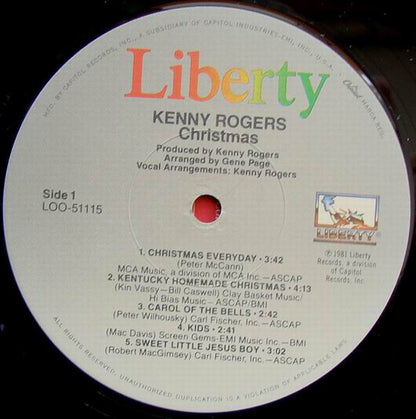 MFD. BY CAPITOL RECORDS, INC., A SUBSIDIARY OF CAPITOL INDUSTRIES-EMI, INC., U.S.A.
Capitol MARCA REG.
Liberty
KENNY ROGERS
Christmas
Produced by Kenny Rogers
Arranged by Gene Page
Vocal Arrangements: Kenny Rogers
Side 1
LOO-51115
LIBERTY®
℗ 1981 Liberty
Records, a division
of Capitol
Records, Inc.
1. CHRISTMAS EVERYDAY • 3:42
(Peter McCann)
MCA Music, a division of MCA Inc.—ASCAP
2. KENTUCKY HOMEMADE CHRISTMAS • 4:13
(Kin Vassy—Bill Caswell) Clay Basket Music/
Hi Bias Music— ASCAP/BMI
3. CAROL OF THE BELLS • 2:42
(Peter Wilhousky) Carl Fischer, Inc.—ASCAP
4. KIDS • 2:41
(Mac Davis) Screen Gems-EMI Music Inc.—BMI
5. SWEET LITTLE JESUS BOY • 3:02
(Robert MacGimsey) Carl Fischer, Inc.—ASCAP
ALL RIGHTS RESERVED. UNAUTHORIZED DUPLICATION IS A VIOLATION OF APPLICABLE LAWS.